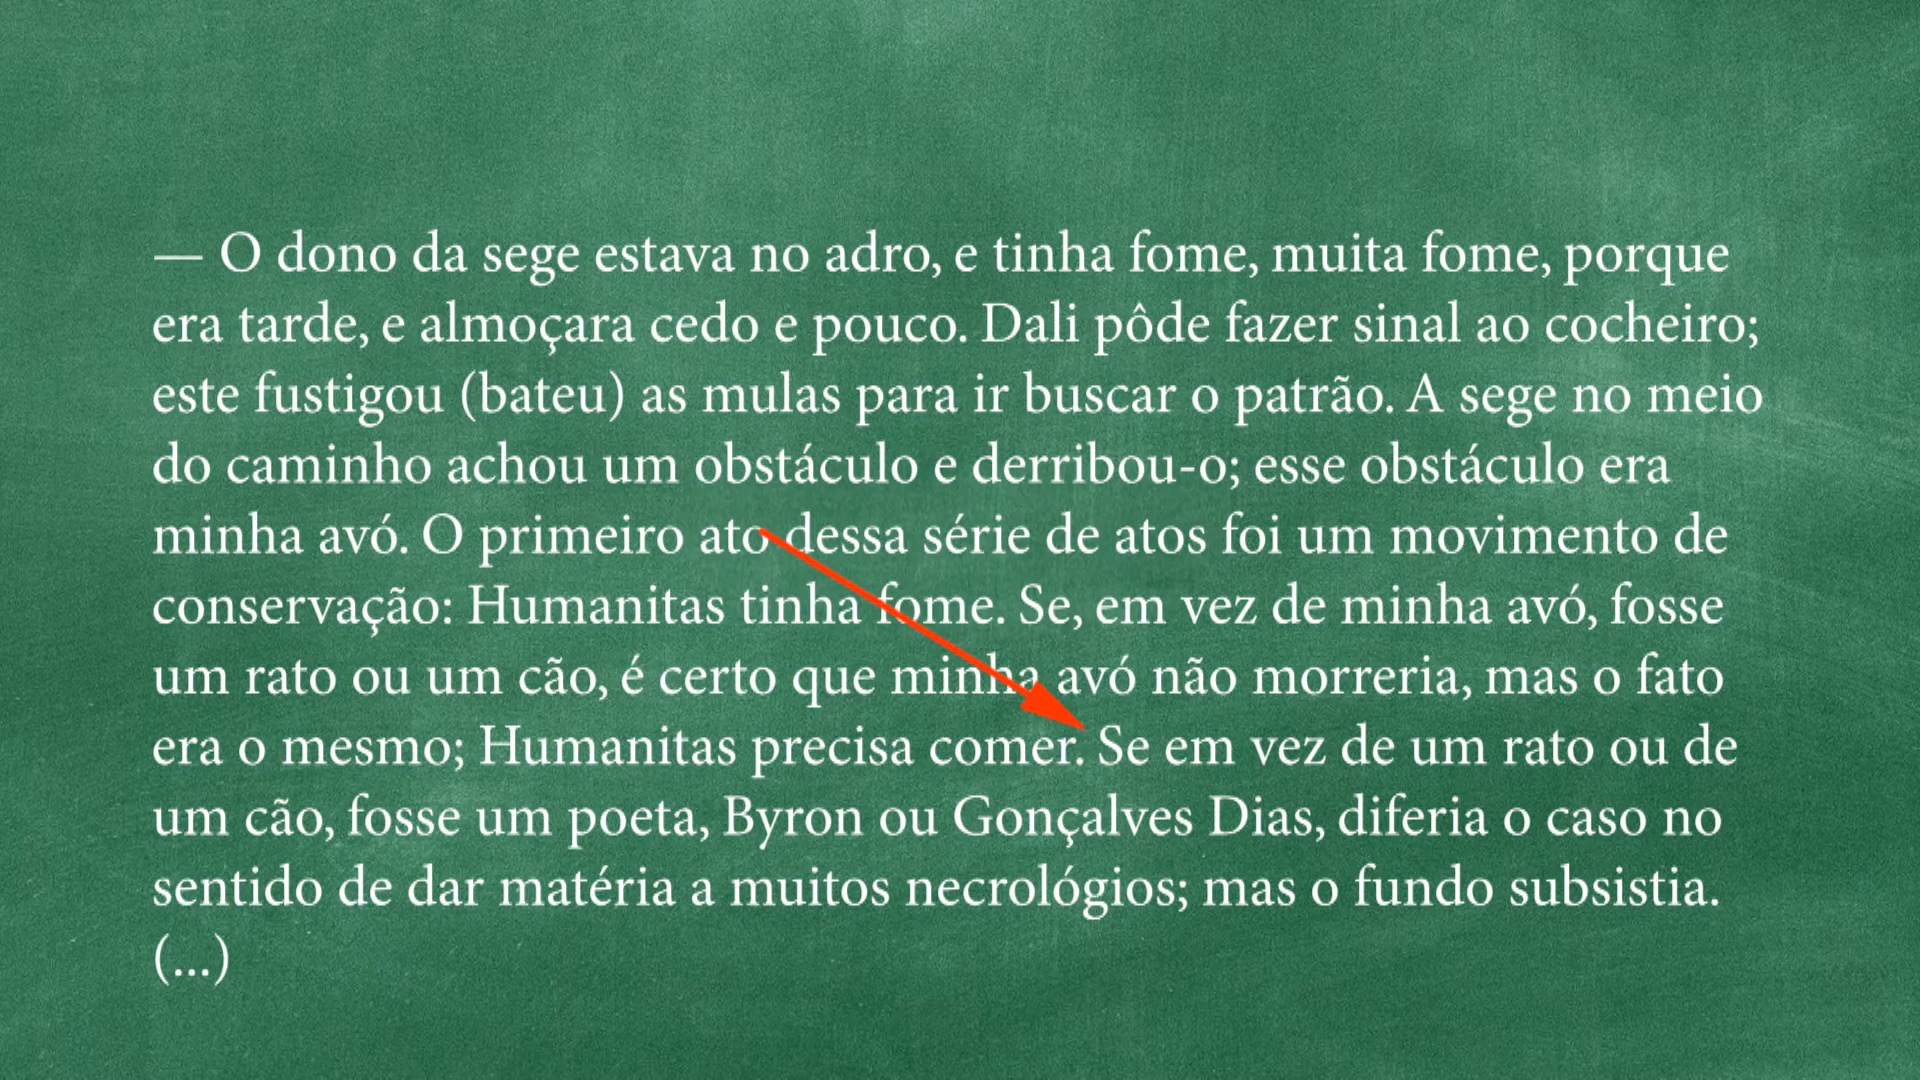 — O dono da sege estava no adro, e tinha fome, muita fome, porque
era tarde, e almoçara cedo e pouco. Dali pôde fazer sinal ao cocheiro;
este fustigou (bateu) as mulas para ir buscar o patrão. A sege no meio
do caminho achou um obstáculo e derribou-o; esse obstáculo era
minha avó. O primeiro ato dessa série de atos foi um movimento de
conservação: Humanitas tinha fome. Se, em vez de minha avó, fosse
um rato ou um cão, é certo que minha avó não morreria, mas o fato
era o mesmo; Humanitas precisa comer. Se em vez de um rato ou de
um cão, fosse um poeta, Byron ou Gonçalves Dias, diferia o caso no
sentido de dar matéria a muitos necrológios; mas o fundo subsistia.
(...)